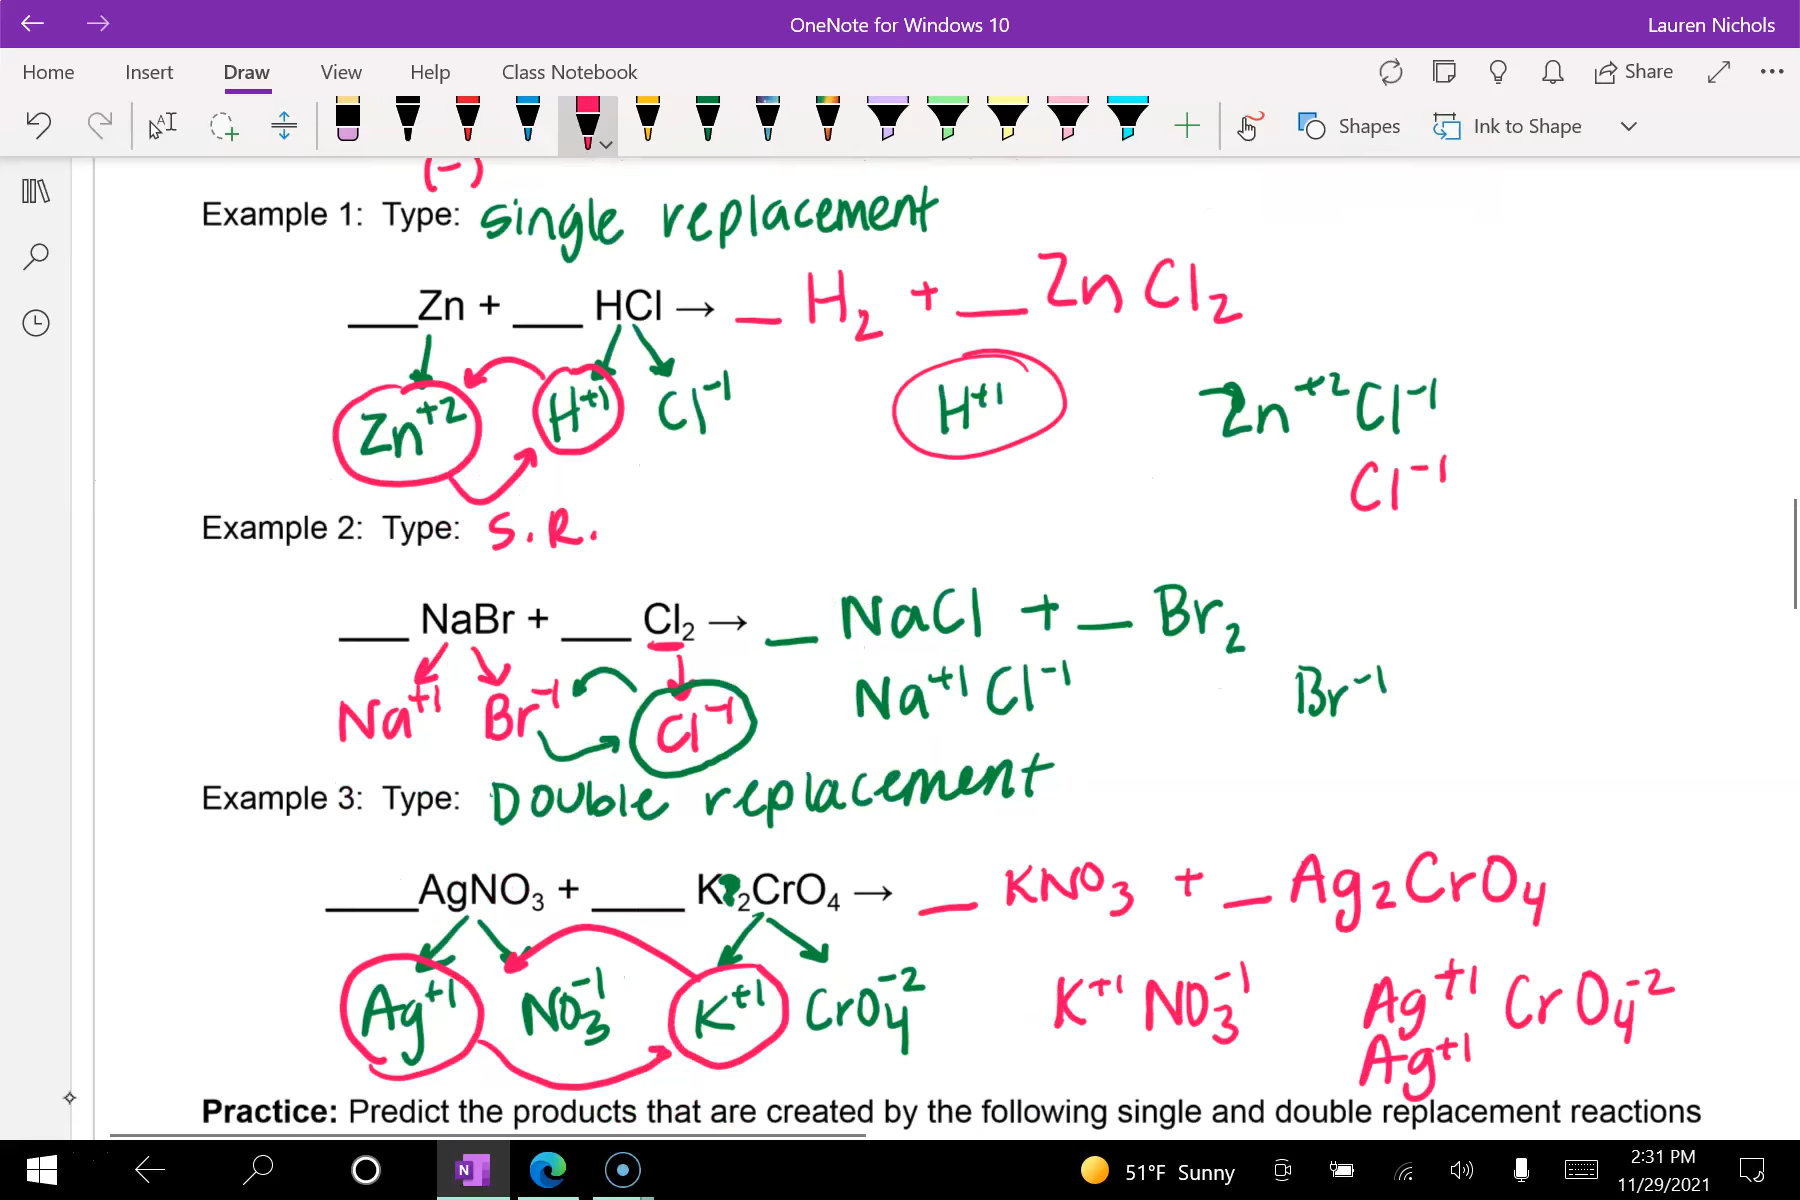 OneNote for Windows 10
Lauren Nichols
Home Insert Draw View Help Class Notebook
Share
Shapes Ink to Shape
(-)
Example 1: Type: single replacement
___Zn + ___ HCl → _ H₂ + _ ZnCl₂
Zn⁺² H⁺¹ Cl⁻¹ H⁺¹ Zn⁺²Cl⁻¹
Cl⁻¹
Example 2: Type: S.R.
___ NaBr + ___ Cl₂ → _ NaCl + _ Br₂
Na⁺¹ Br⁻¹ Cl⁻¹ Na⁺¹Cl⁻¹ Br⁻¹
Example 3: Type: Double replacement
____AgNO₃ + ____ K₂CrO₄ → _ KNO₃ + _ Ag₂CrO₄
Ag⁺¹ NO₃⁻¹ K⁺¹ CrO₄⁻² K⁺¹ NO₃⁻¹ Ag⁺¹ CrO₄⁻²
Ag⁺¹
Practice: Predict the products that are created by the following single and double replacement reactions
51°F Sunny
2:31 PM
11/29/2021